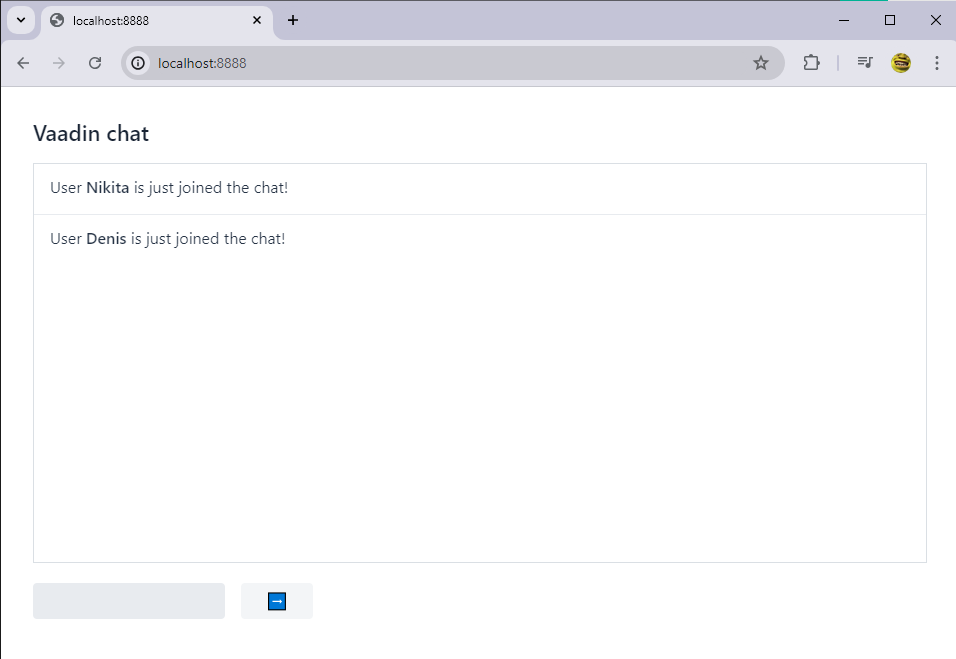 localhost:8888
localhost:8888
Vaadin chat
User Nikita is just joined the chat!
User Denis is just joined the chat!